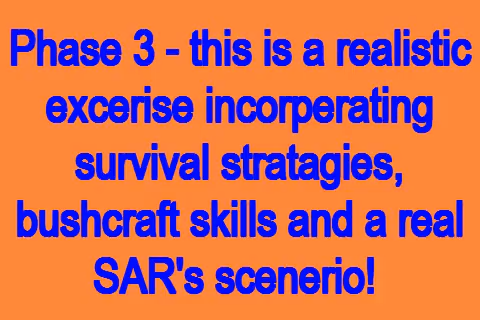 Phase 3 - this is a realistic
excerise incorperating
survival stratagies,
bushcraft skills and a real
SAR's scenerio!